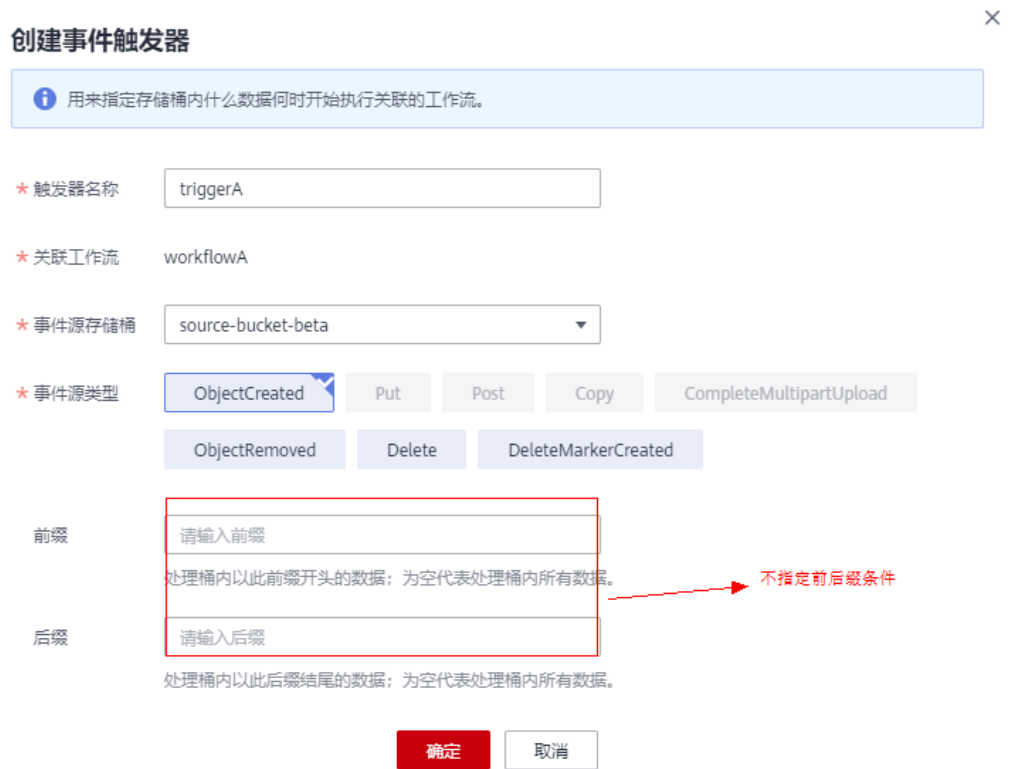 创建事件触发器
用来指定存储桶内什么数据何时开始执行关联的工作流。
* 触发器名称 triggerA
* 关联工作流 workflowA
* 事件源存储桶 source-bucket-beta
* 事件源类型 ObjectCreated Put Post Copy CompleteMultipartUpload
ObjectRemoved Delete DeleteMarkerCreated
前缀 请输入前缀
处理桶内以此前缀开头的数据；为空代表处理桶内所有数据。
不指定前后缀条件
后缀 请输入后缀
处理桶内以此后缀结尾的数据；为空代表处理桶内所有数据。
确定 取消